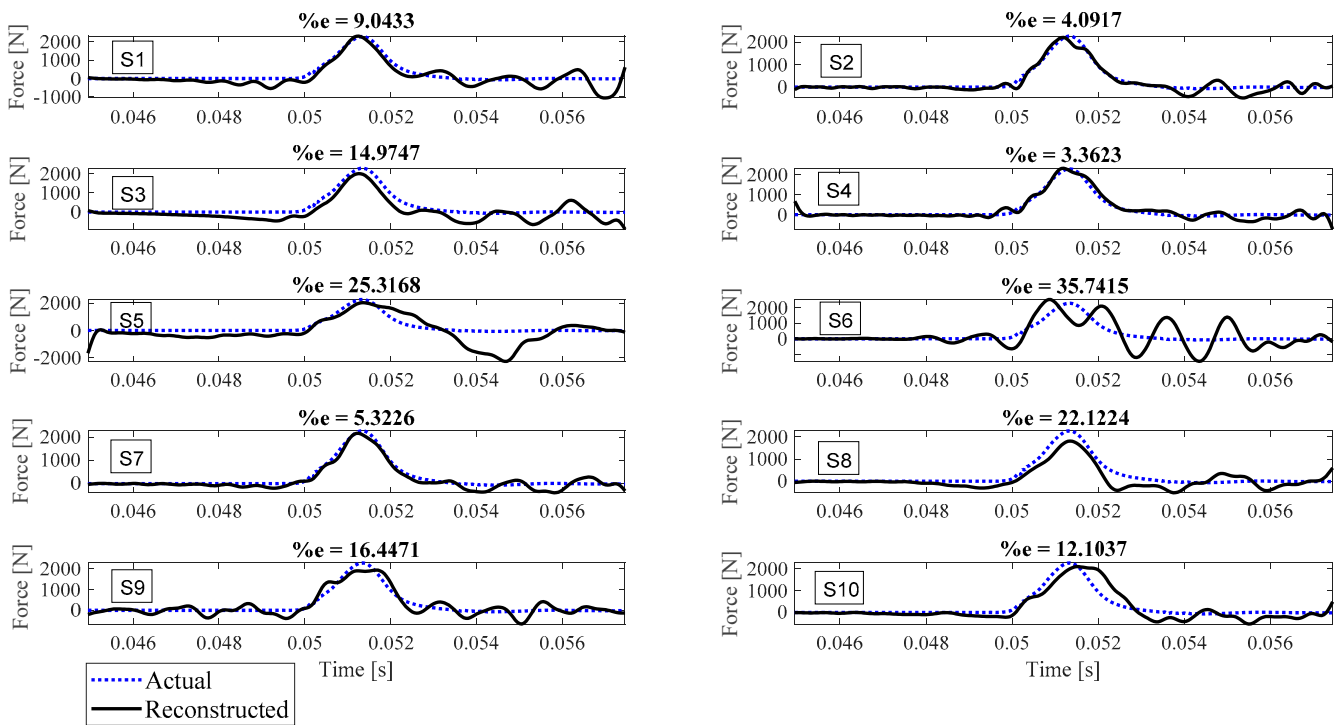 %e = 9.0433
Force [N]
2000
1000
0
-1000
S1
0.046 0.048 0.05 0.052 0.054 0.056
%e = 4.0917
Force [N]
2000
1000
0
S2
0.046 0.048 0.05 0.052 0.054 0.056
%e = 14.9747
Force [N]
2000
1000
0
S3
0.046 0.048 0.05 0.052 0.054 0.056
%e = 3.3623
Force [N]
2000
1000
0
S4
0.046 0.048 0.05 0.052 0.054 0.056
%e = 25.3168
Force [N]
2000
0
-2000
S5
0.046 0.048 0.05 0.052 0.054 0.056
%e = 35.7415
Force [N]
2000
1000
0
S6
0.046 0.048 0.05 0.052 0.054 0.056
%e = 5.3226
Force [N]
2000
1000
0
S7
0.046 0.048 0.05 0.052 0.054 0.056
%e = 22.1224
Force [N]
2000
1000
0
S8
0.046 0.048 0.05 0.052 0.054 0.056
%e = 16.4471
Force [N]
2000
1000
0
S9
0.046 0.048 0.05 0.052 0.054 0.056
Time [s]
%e = 12.1037
Force [N]
2000
1000
0
S10
0.046 0.048 0.05 0.052 0.054 0.056
Time [s]
Actual
Reconstructed